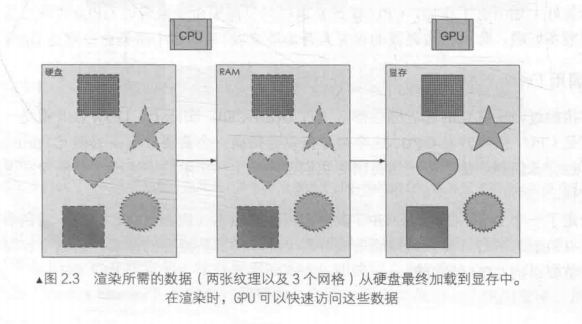 CPU
GPU
硬盘
RAM
显存
▲图 2.3 渲染所需的数据（两张纹理以及 3 个网格）从硬盘最终加载到显存中。
在渲染时，GPU 可以快速访问这些数据